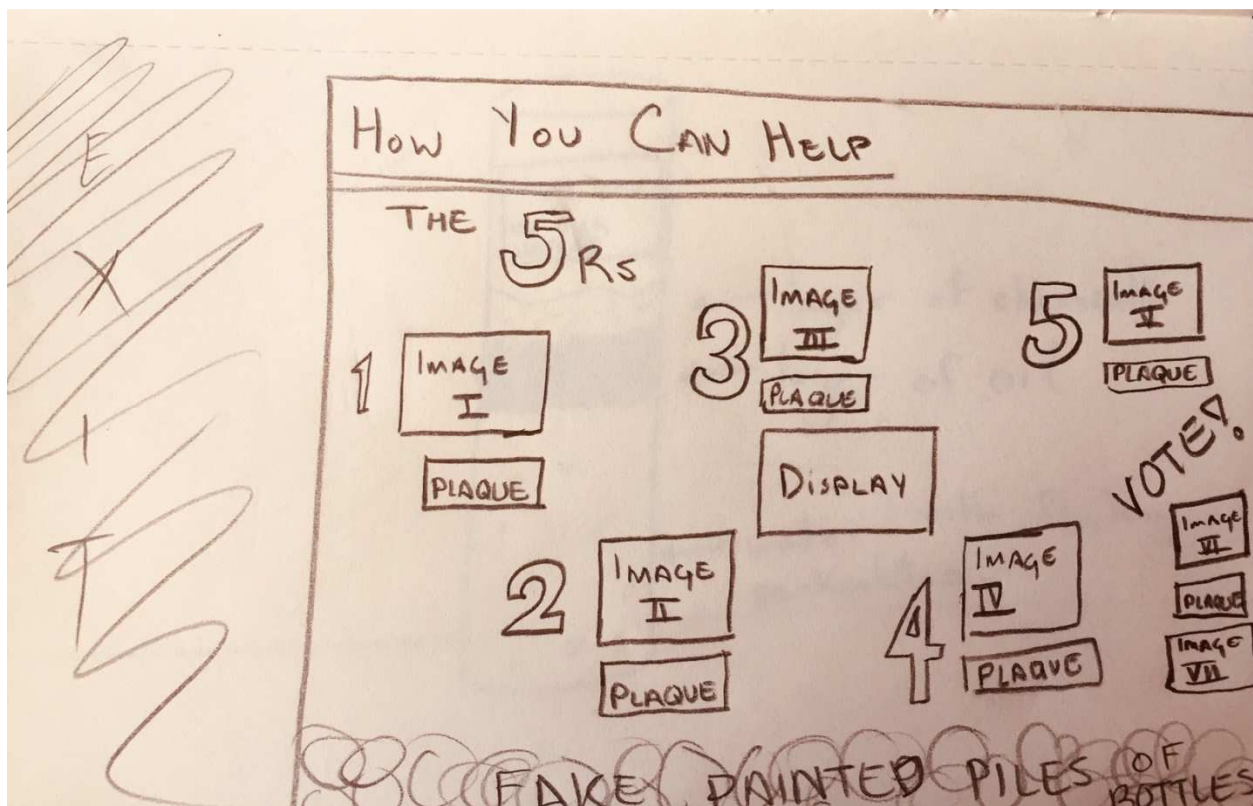 E
X
I
T
How You Can Help
THE 5 Rs
1
IMAGE
I
PLAQUE
2
IMAGE
II
PLAQUE
3
IMAGE
III
PLAQUE
DISPLAY
4
IMAGE
IV
PLAQUE
5
IMAGE
V
PLAQUE
VOTE!
IMAGE
VI
PLAQUE
IMAGE
VII
FAKE PAINTED PILES OF
BOTTLES